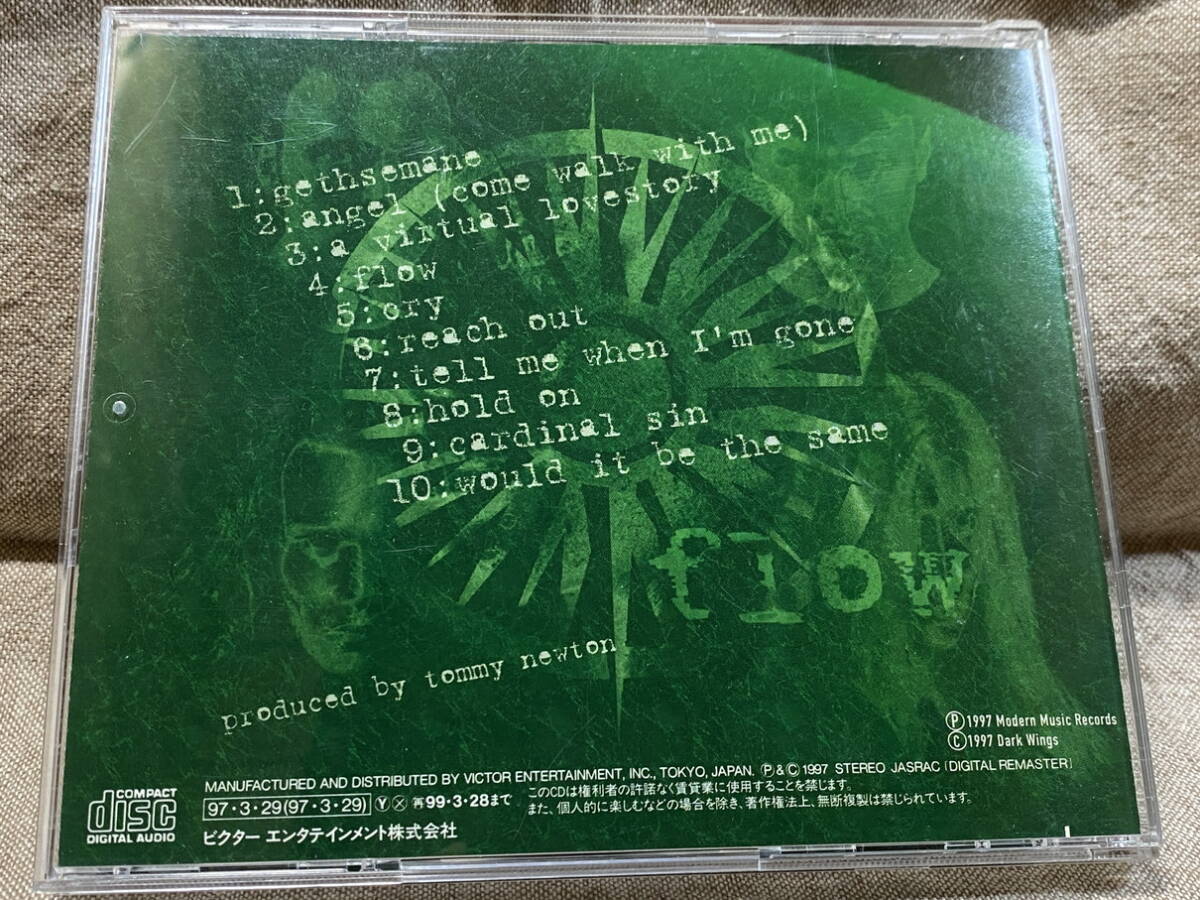 1:gethsemane
2:angel (come walk with me)
3:a virtual lovestory
4:flow
5:cry
6:reach out
7:tell me when I'm gone
8:hold on
9:cardinal sin
10:would it be the same
flow
produced by tommy newton
Ⓟ1997 Modern Music Records
Ⓒ1997 Dark Wings
MANUFACTURED AND DISTRIBUTED BY VICTOR ENTERTAINMENT, INC., TOKYO, JAPAN. Ⓟ&Ⓒ 1997 STEREO JASRAC [DIGITAL REMASTER]
COMPACT
disc
DIGITAL AUDIO
97・3・29(97・3・29) Ⓨ Ⓧ 再99・3・28まで
このCDは権利者の許諾なく賃貸業に使用することを禁じます。
また、個人的に楽しむなどの場合を除き、著作権法上、無断複製は禁じられています。
ビクター エンタテインメント株式会社